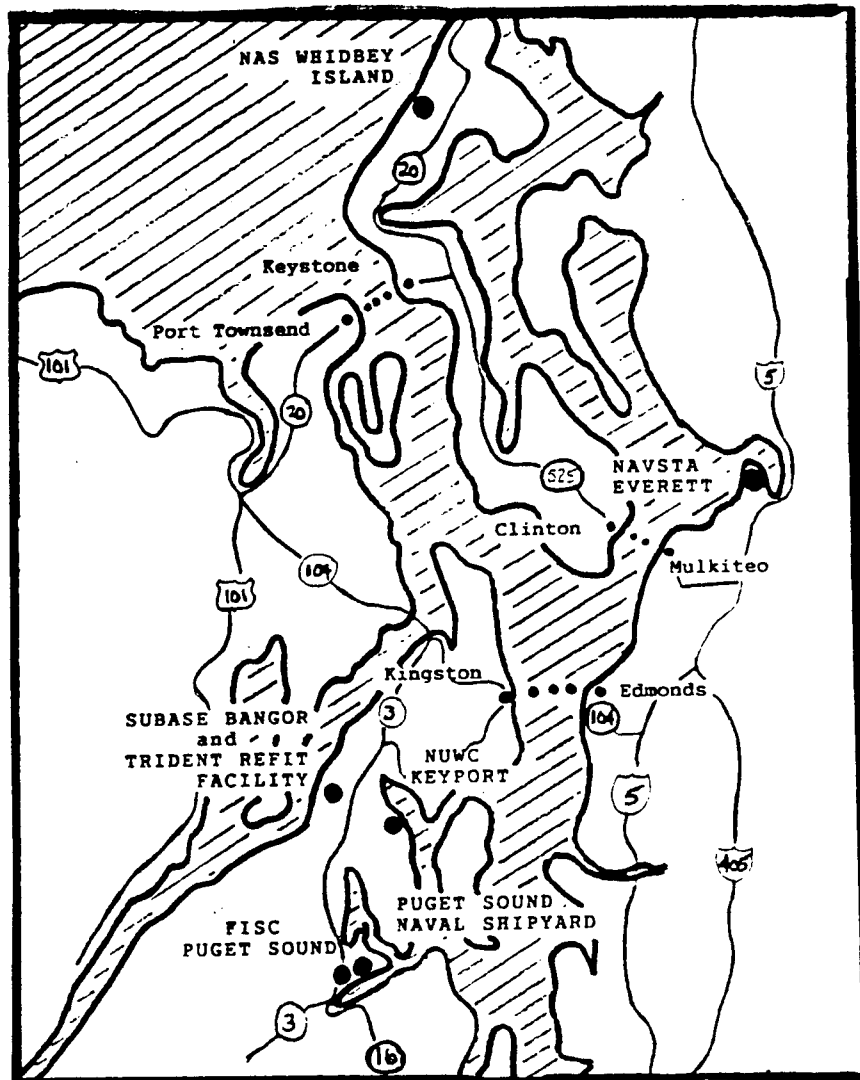 NAS WHIDBEY
ISLAND
20
Keystone
Port Townsend
101
5
20
NAVSTA
EVERETT
525
Clinton
Mulkiteo
104
101
Kingston
Edmonds
3
104
SUBASE BANGOR
and
TRIDENT REFIT
FACILITY
NUWC
KEYPORT
5
405
PUGET SOUND
NAVAL SHIPYARD
FISC
PUGET SOUND
3
16